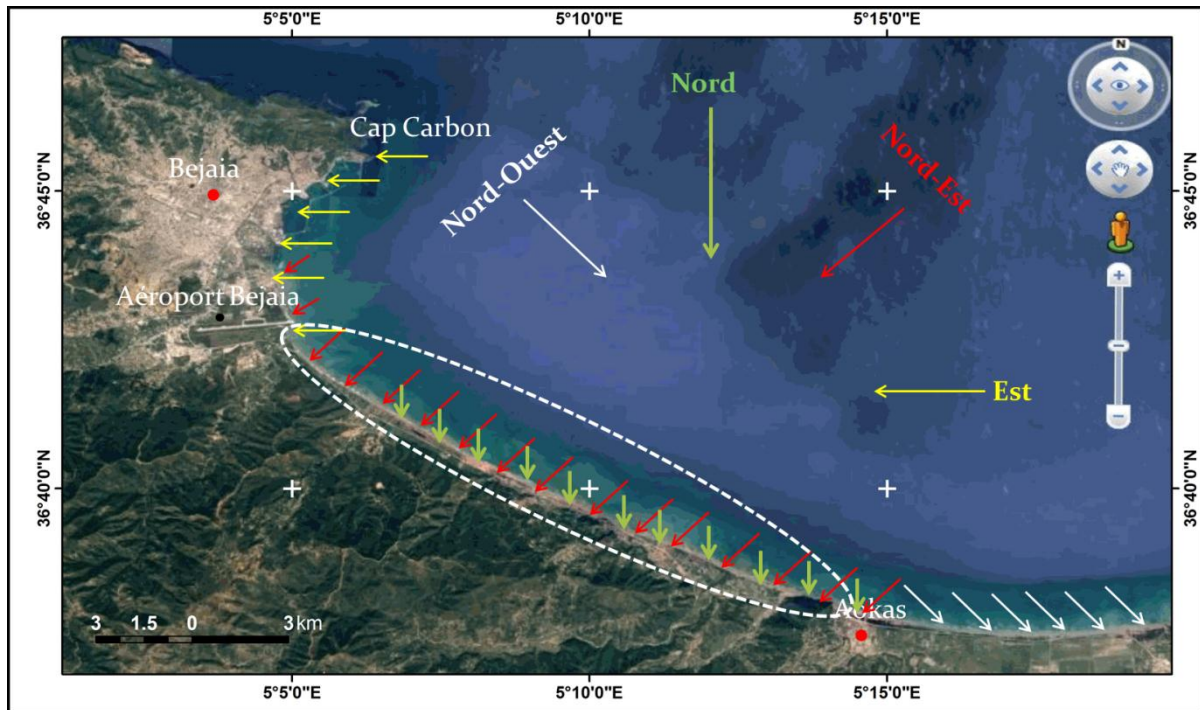 5°5'0"E 5°10'0"E 5°15'0"E
N
Nord
Cap Carbon
Nord-Ouest
Nord-Est
Bejaia
36°45'0"N
36°45'0"N
Aéroport Bejaia
Est
36°40'0"N
36°40'0"N
Aokas
3 1.5 0 3 km
5°5'0"E 5°10'0"E 5°15'0"E